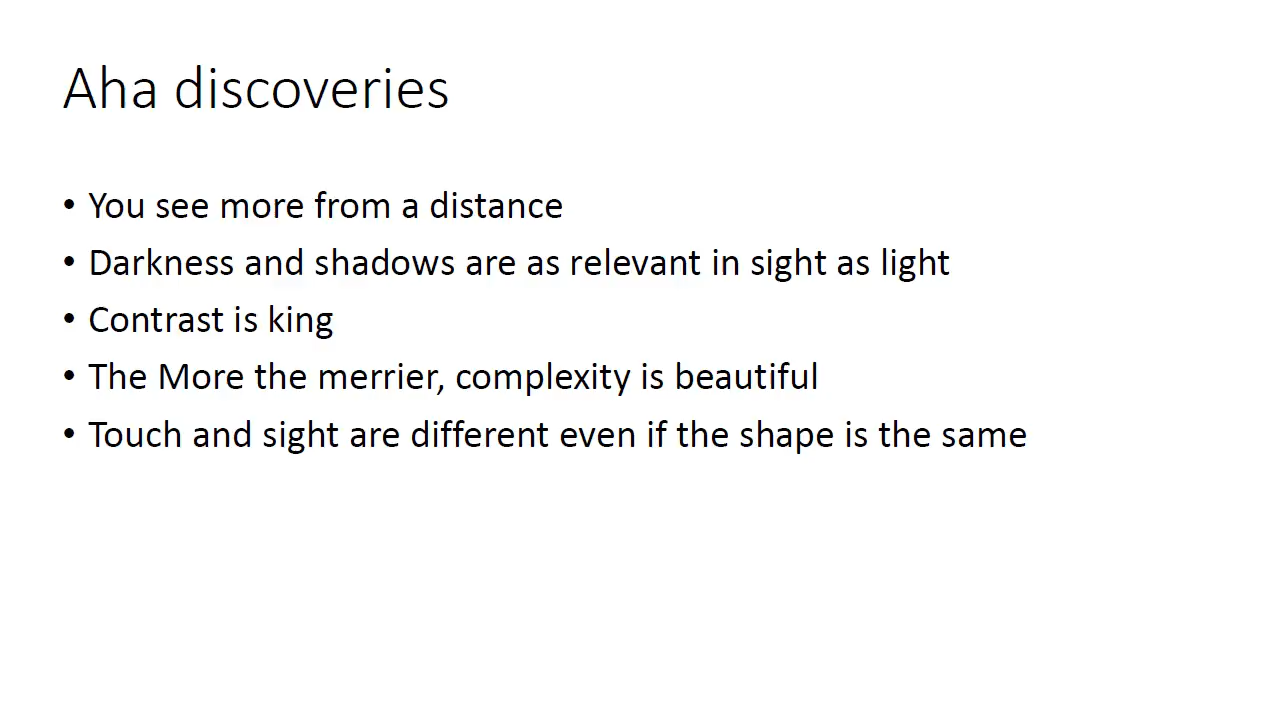 Aha discoveries
• You see more from a distance
• Darkness and shadows are as relevant in sight as light
• Contrast is king
• The More the merrier, complexity is beautiful
• Touch and sight are different even if the shape is the same